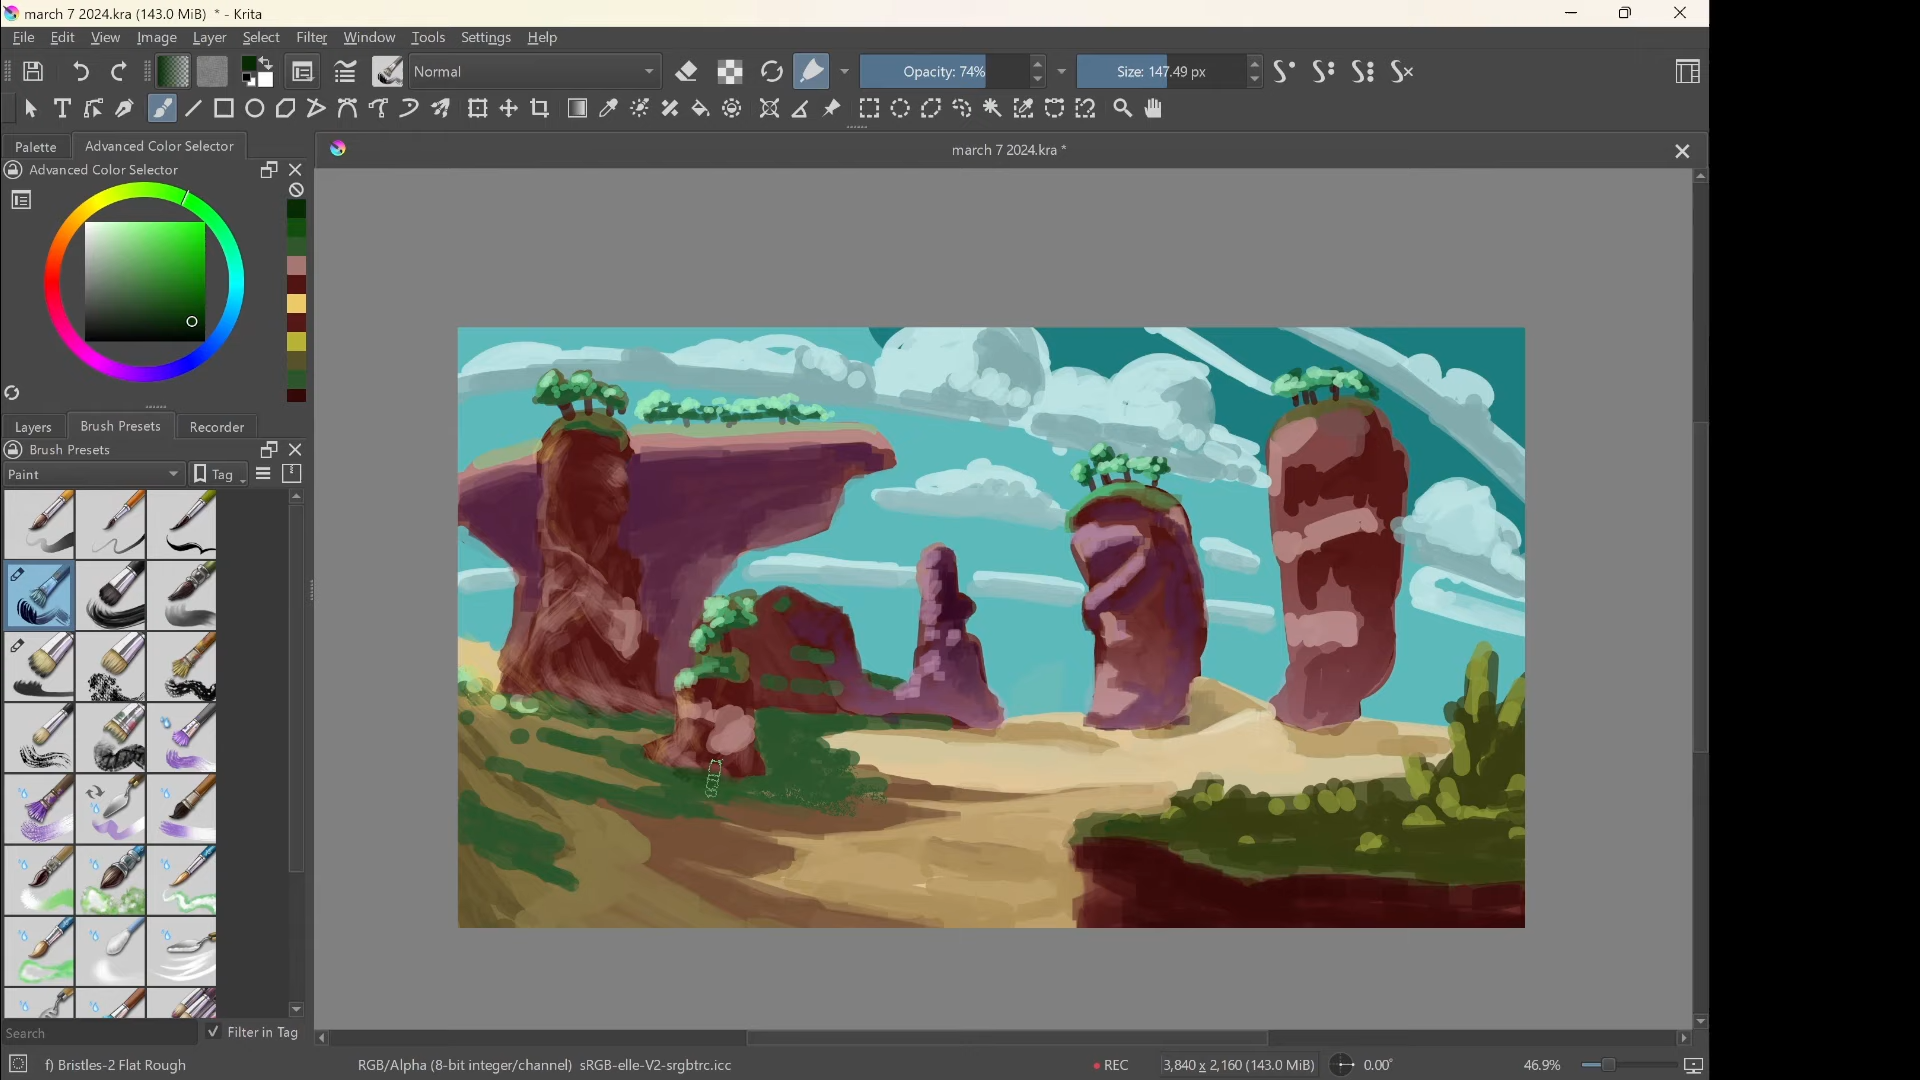 march 7 2024.kra (143.0 MiB) * - Krita
File Edit View Image Layer Select Filter Window Tools Settings Help
Normal
Opacity: 74%
Size: 147.49 px
Palette
Advanced Color Selector
march 7 2024.kra *
Advanced Color Selector
Layers
Brush Presets
Recorder
Brush Presets
Paint
Tag
Search
Filter in Tag
f) Bristles-2 Flat Rough
RGB/Alpha (8-bit integer/channel) sRGB-elle-V2-srgbtrc.icc
REC
3,840 x 2,160 (143.0 MiB)
0.00°
46.9%